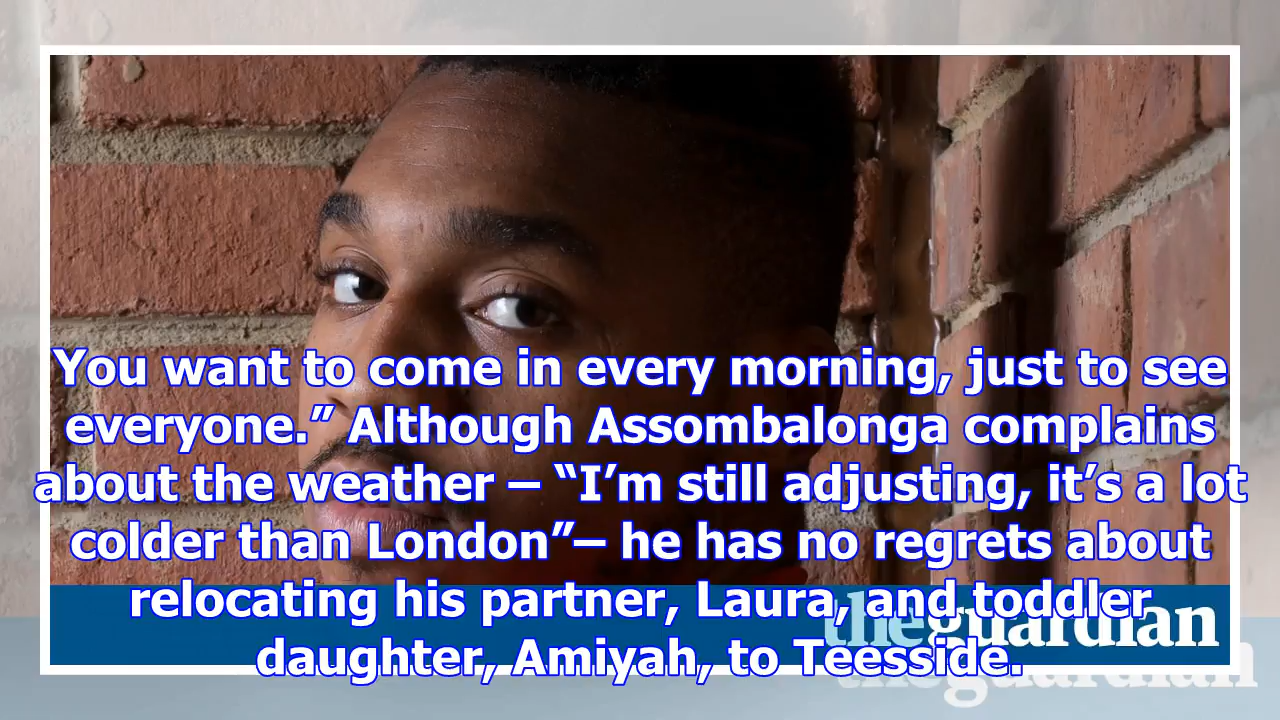 You want to come in every morning, just to see
everyone.” Although Assombalonga complains
about the weather – “I’m still adjusting, it’s a lot
colder than London”– he has no regrets about
relocating his partner, Laura, and toddler
daughter, Amiyah, to Teesside.
theguardian
theguardian